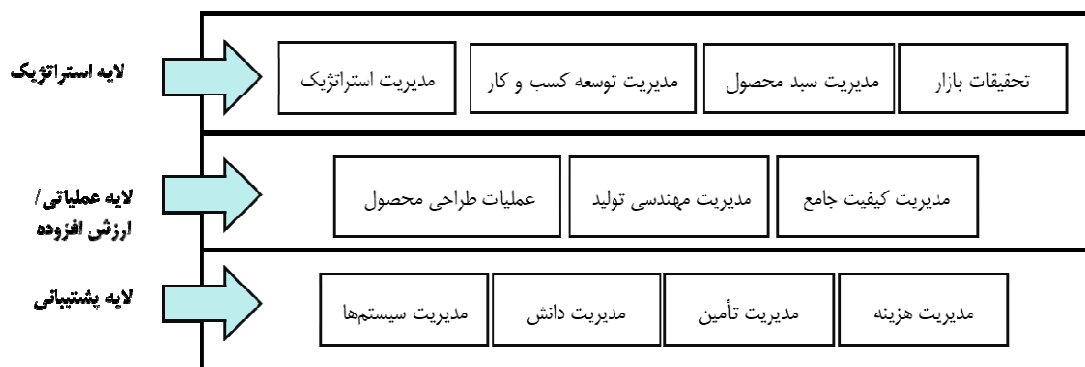 لایه استراتژیک
مدیریت استراتژیک
مدیریت توسعه کسب و کار
مدیریت سبد محصول
تحقیقات بازار
لایه عملیاتی/
ارزش افزوده
عملیات طراحی محصول
مدیریت مهندسی تولید
مدیریت کیفیت جامع
لایه پشتیبانی
مدیریت سیستم‌ها
مدیریت دانش
مدیریت تأمین
مدیریت هزینه